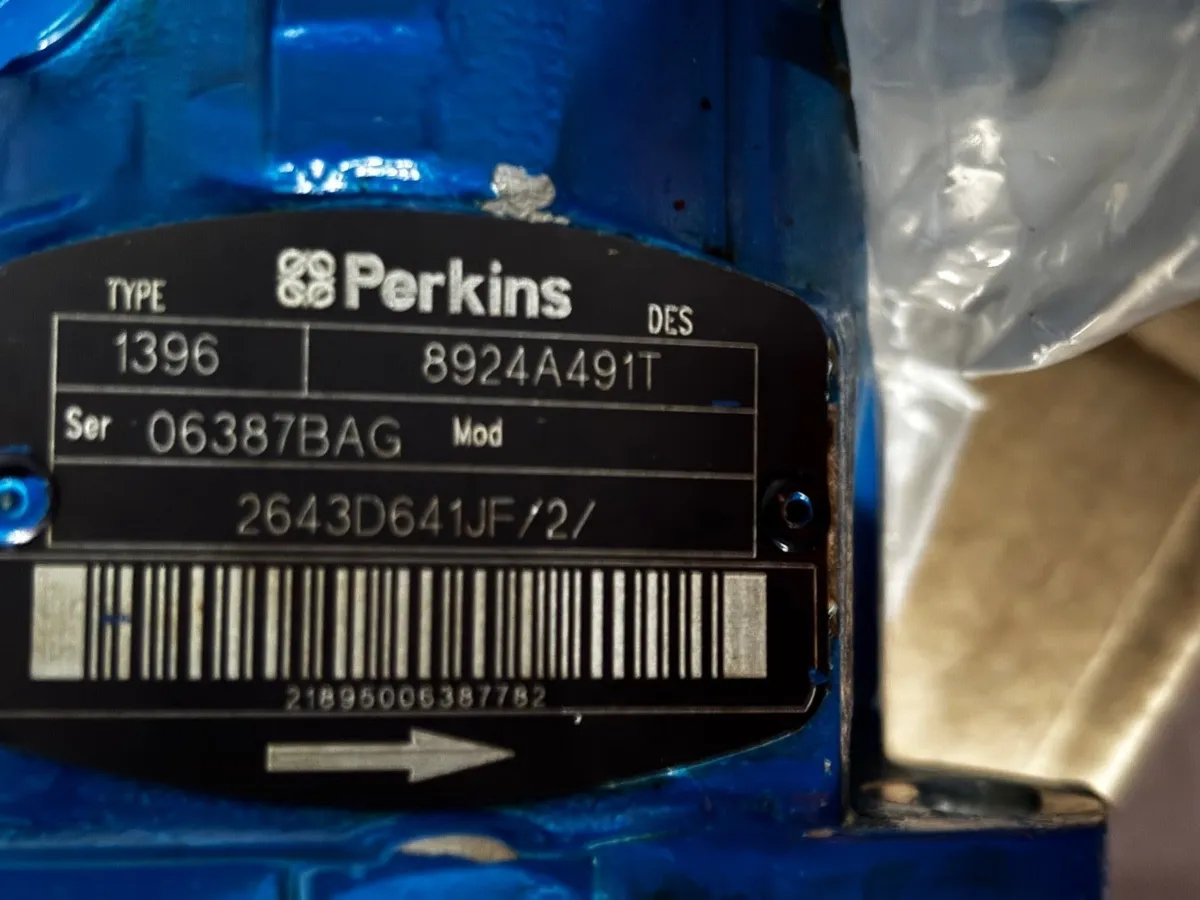 Perkins
TYPE
DES
1396 8924A491T
Ser 06387BAG Mod
2643D641JF/2/
21895006387782